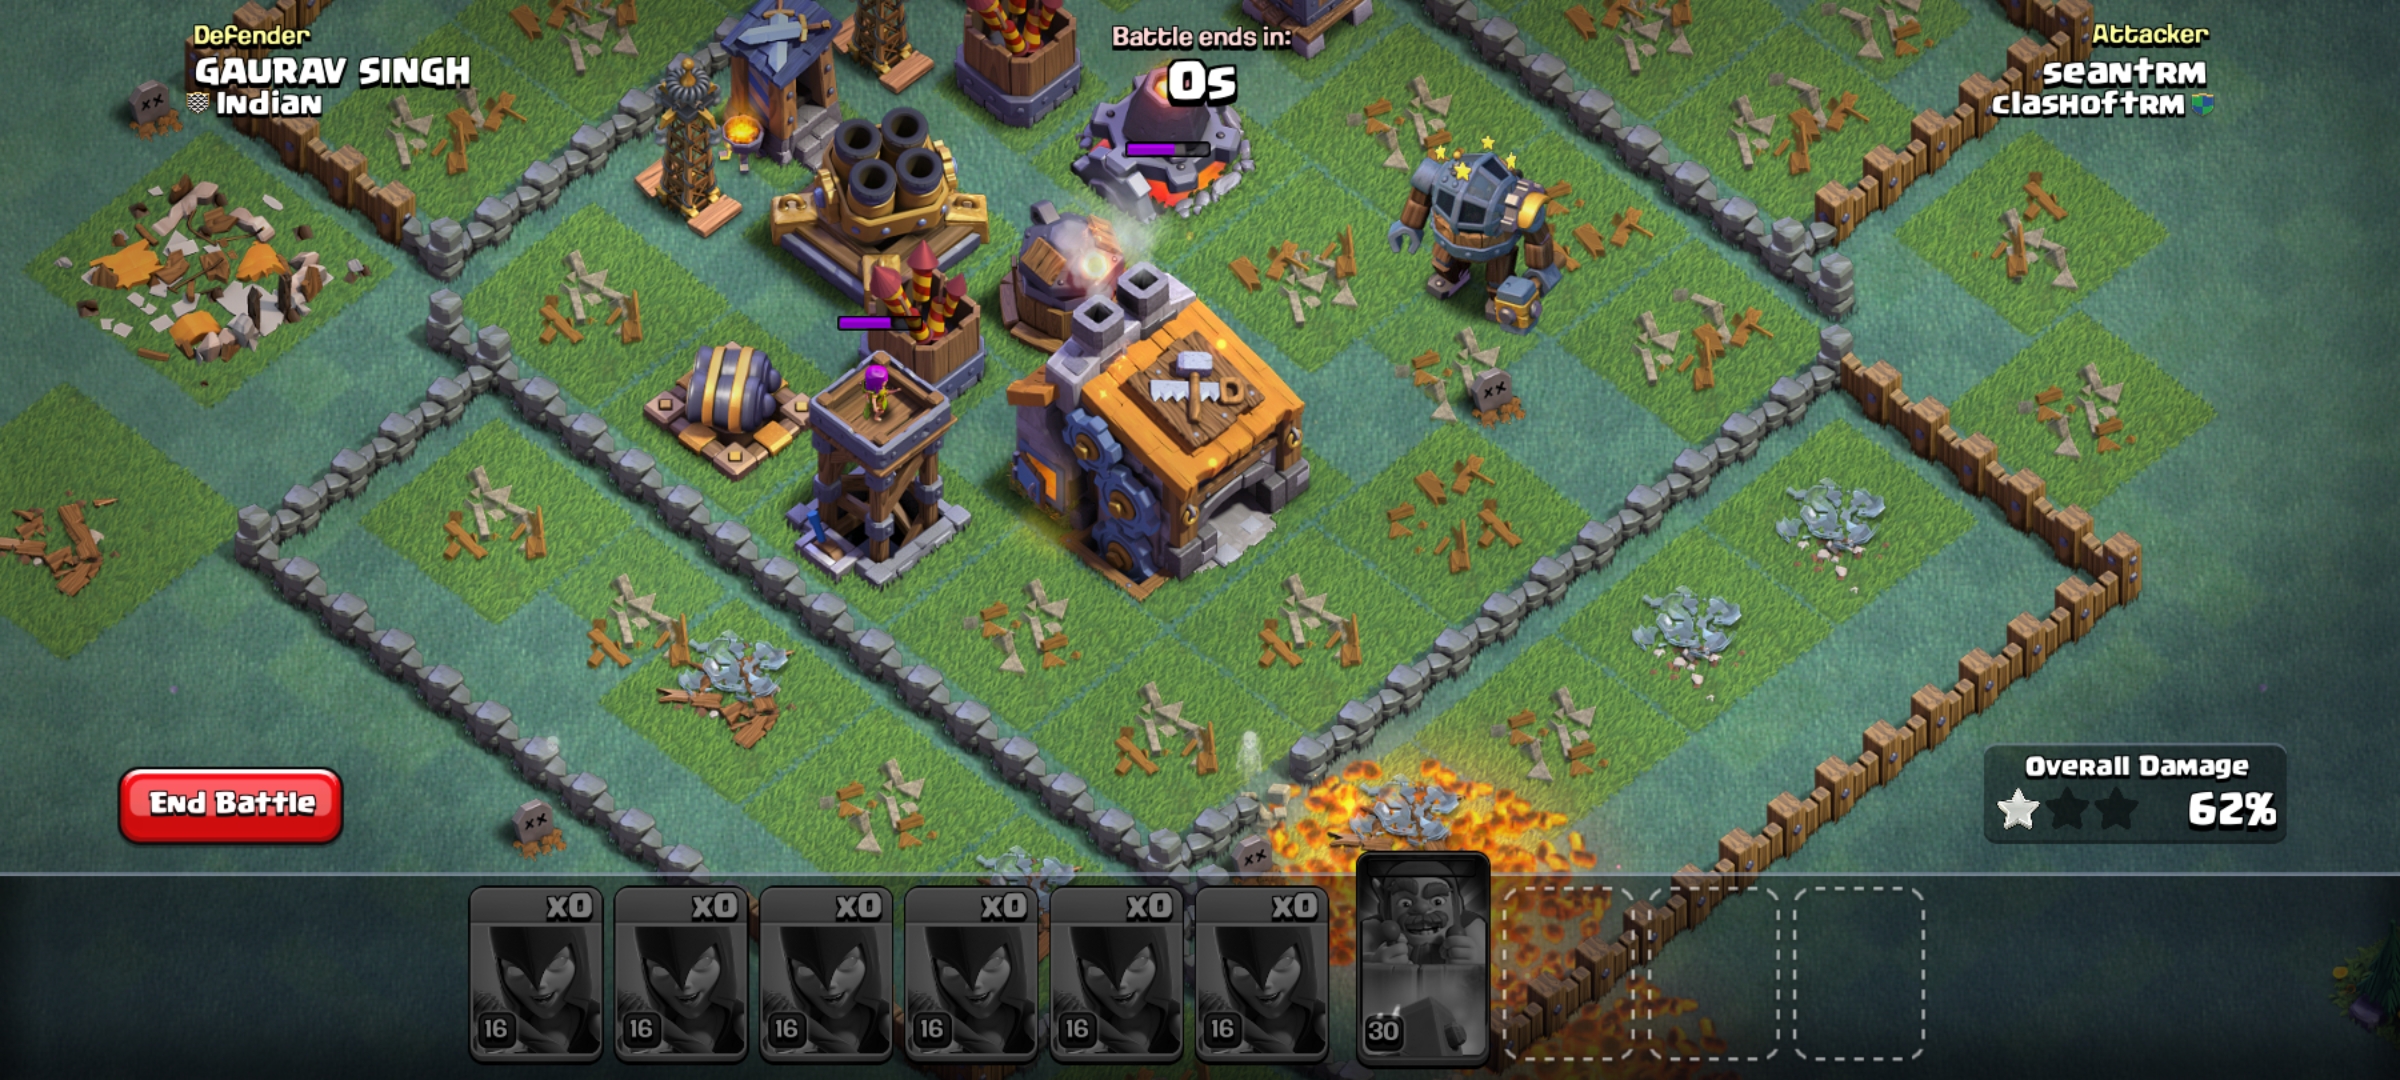 Defender
GAURAV SINGH
Indian
Battle ends in:
0s
Attacker
seantrm
clashoftrm
End Battle
Overall Damage
62%
x0
x0
x0
x0
x0
x0
16
16
16
16
16
16
30